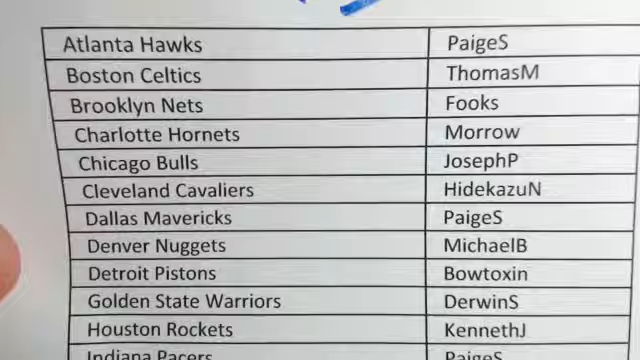 Atlanta Hawks PaigeS
Boston Celtics ThomasM
Brooklyn Nets Fooks
Charlotte Hornets Morrow
Chicago Bulls JosephP
Cleveland Cavaliers HidekazuN
Dallas Mavericks PaigeS
Denver Nuggets MichaelB
Detroit Pistons Bowtoxin
Golden State Warriors DerwinS
Houston Rockets KennethJ
Indiana Pacers PaigeS